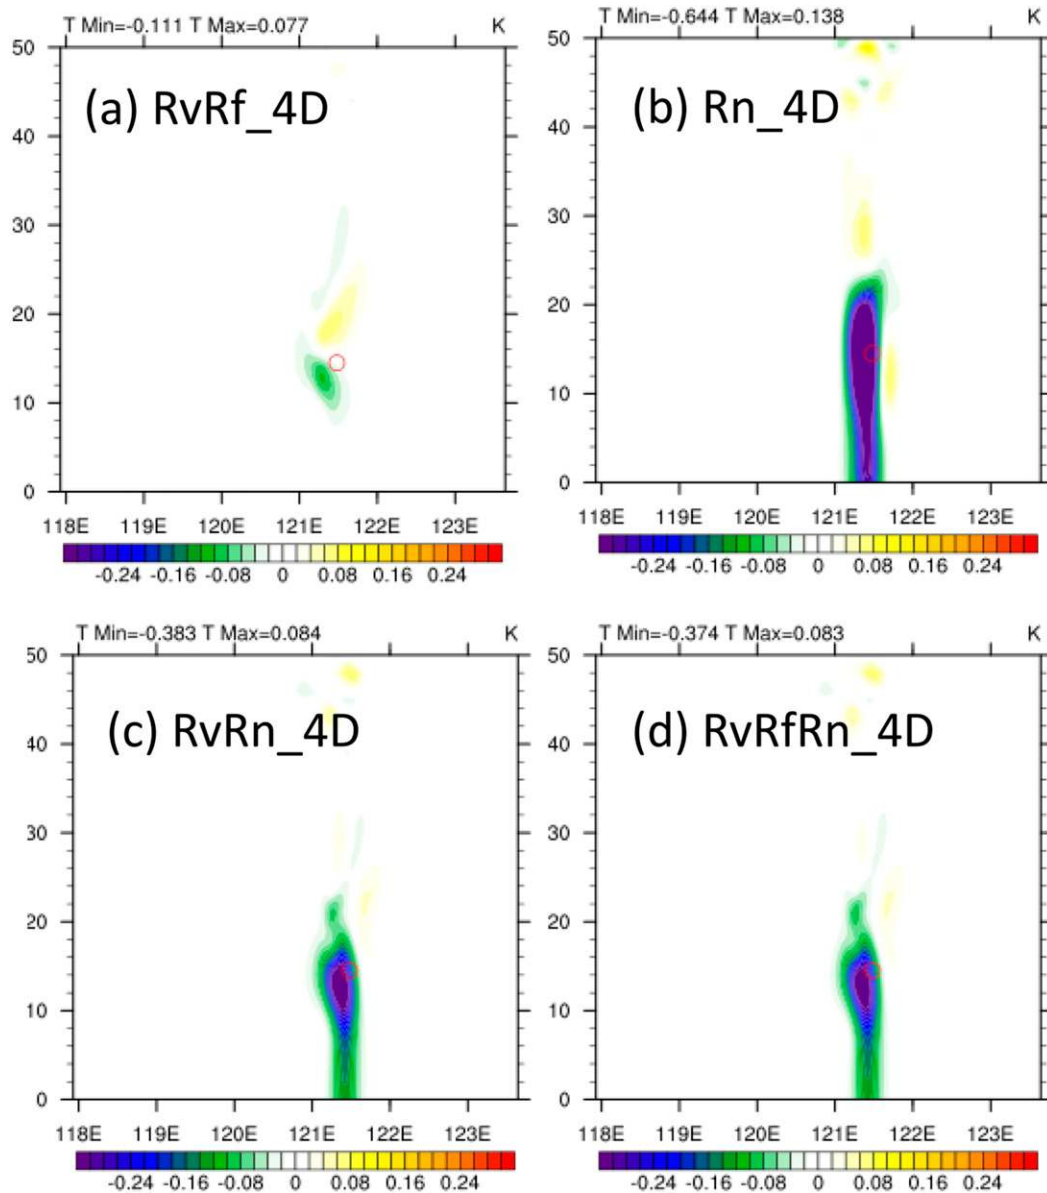 T Min=-0.111 T Max=0.077 K
50
(a) RvRf_4D
40
30
20
10
0
118E 119E 120E 121E 122E 123E
-0.24 -0.16 -0.08 0 0.08 0.16 0.24
T Min=-0.644 T Max=0.138 K
50
(b) Rn_4D
40
30
20
10
0
118E 119E 120E 121E 122E 123E
-0.24 -0.16 -0.08 0 0.08 0.16 0.24
T Min=-0.383 T Max=0.084 K
50
(c) RvRn_4D
40
30
20
10
0
118E 119E 120E 121E 122E 123E
-0.24 -0.16 -0.08 0 0.08 0.16 0.24
T Min=-0.374 T Max=0.083 K
50
(d) RvRfRn_4D
40
30
20
10
0
118E 119E 120E 121E 122E 123E
-0.24 -0.16 -0.08 0 0.08 0.16 0.24